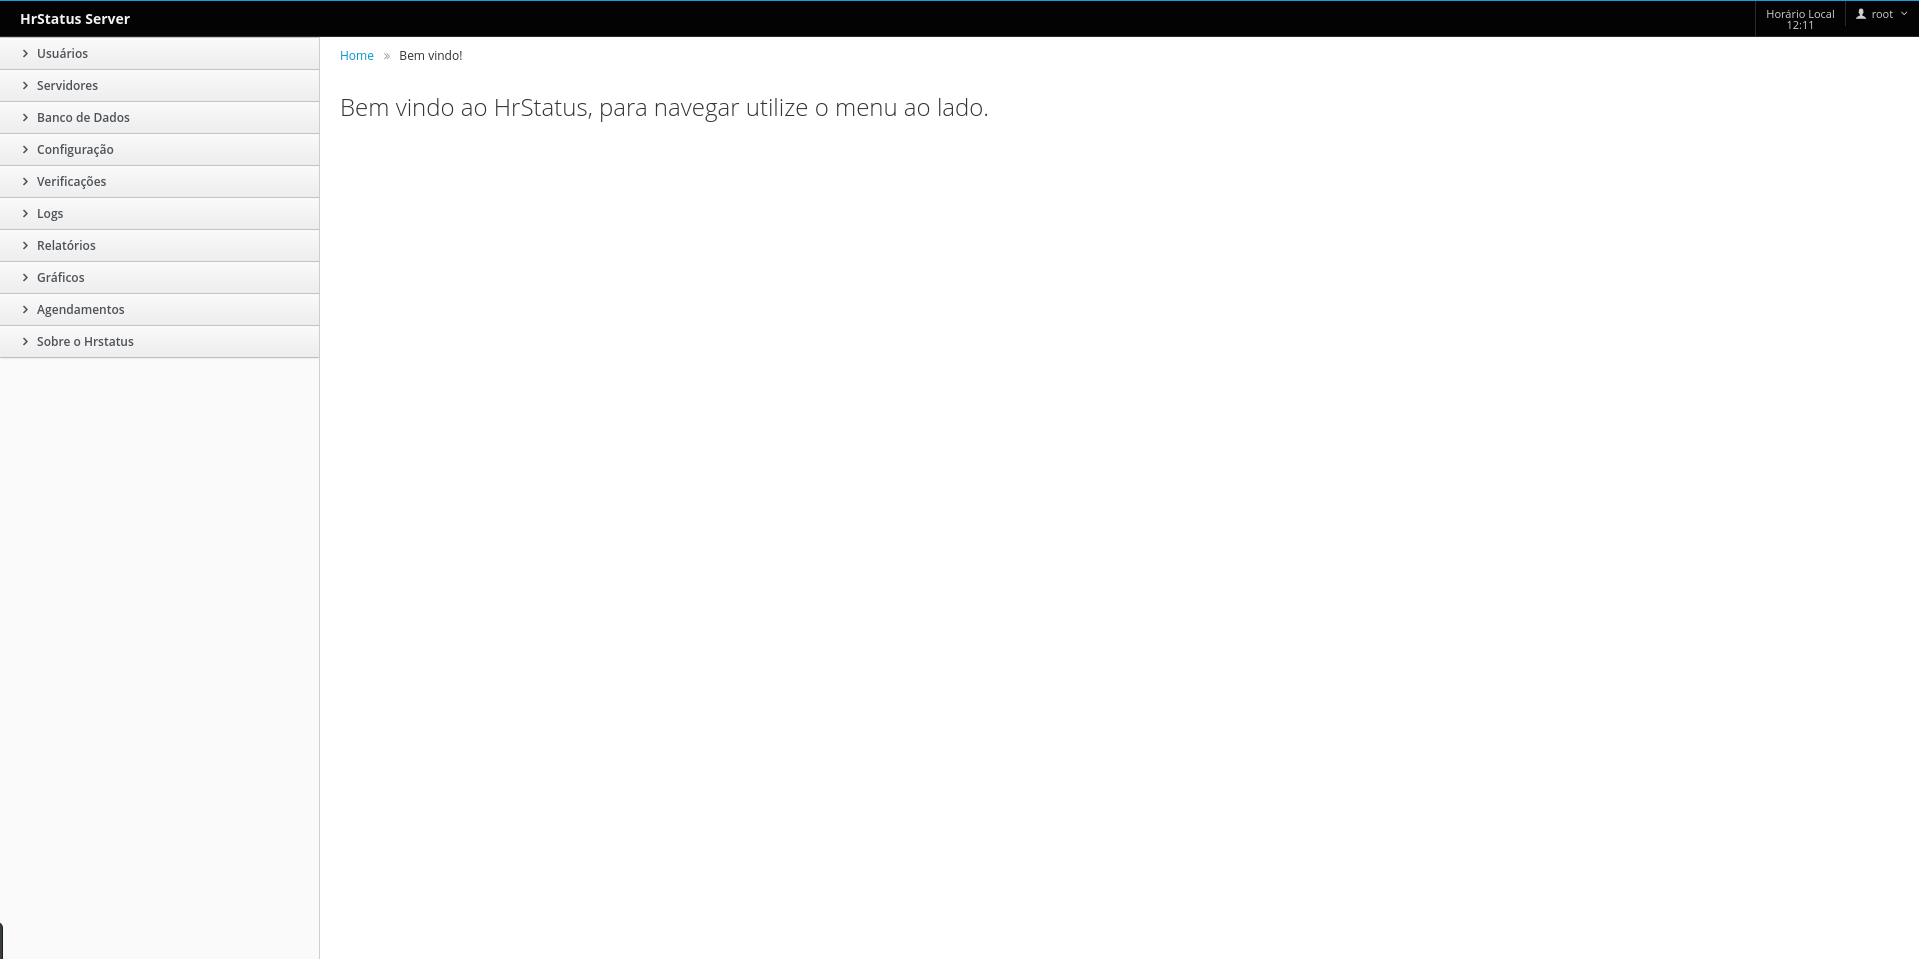 HrStatus Server
Horário Local
12:11
root
Usuários
Servidores
Banco de Dados
Configuração
Verificações
Logs
Relatórios
Gráficos
Agendamentos
Sobre o Hrstatus
Home » Bem vindo!
Bem vindo ao HrStatus, para navegar utilize o menu ao lado.